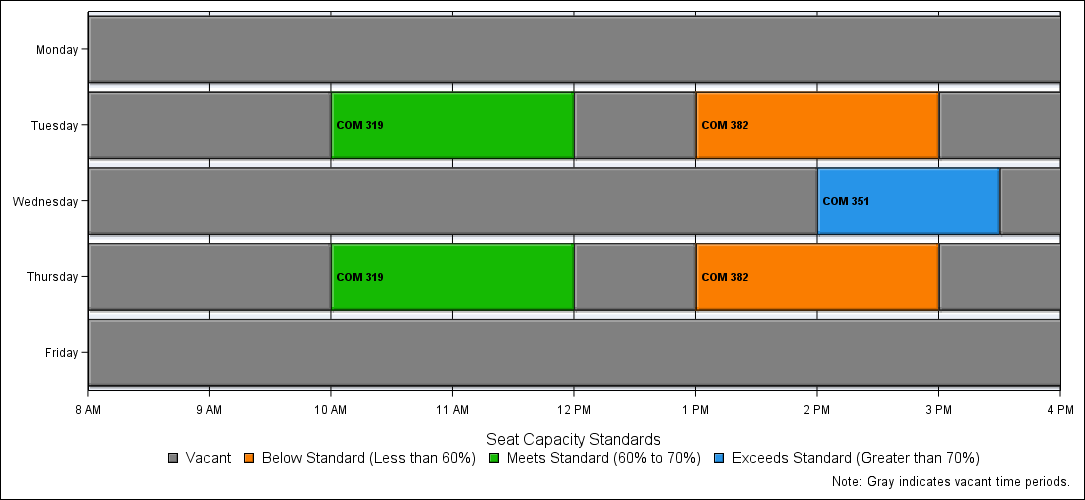 Monday
Tuesday
COM 319
COM 382
Wednesday
COM 351
Thursday
COM 319
COM 382
Friday
8 AM
9 AM
10 AM
11 AM
12 PM
1 PM
2 PM
3 PM
4 PM
Seat Capacity Standards
Vacant
Below Standard (Less than 60%)
Meets Standard (60% to 70%)
Exceeds Standard (Greater than 70%)
Note: Gray indicates vacant time periods.